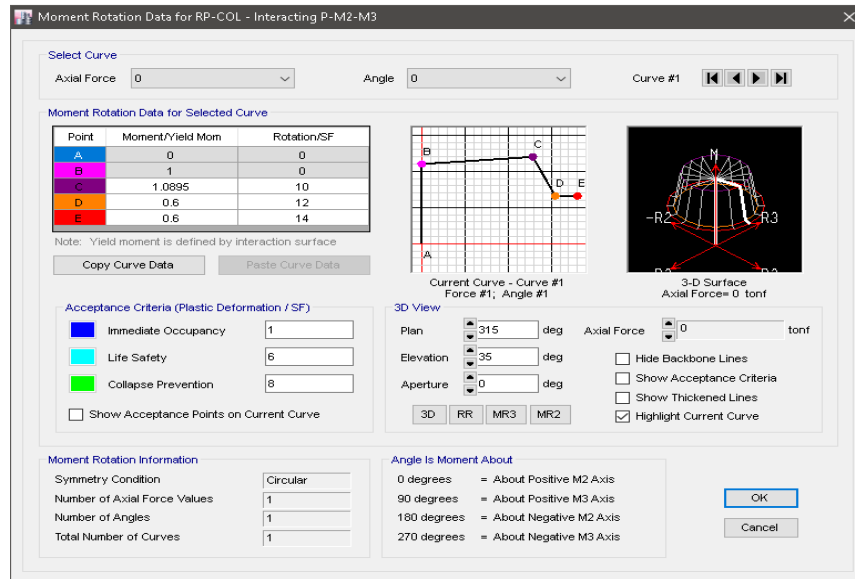 Moment Rotation Data for RP-COL - Interacting P-M2-M3
Select Curve
Axial Force 0 Angle 0 Curve #1
Moment Rotation Data for Selected Curve
Point Moment/Yield Mom Rotation/SF
A 0 0
B 1 0
C 1.0895 10
D 0.6 12
E 0.6 14
Note: Yield moment is defined by interaction surface
Copy Curve Data Paste Curve Data
B C D E A
Current Curve - Curve #1
Force #1; Angle #1
M
-R2 R3
3-D Surface
Axial Force= 0 tonf
Acceptance Criteria (Plastic Deformation / SF)
Immediate Occupancy 1
Life Safety 6
Collapse Prevention 8
Show Acceptance Points on Current Curve
3D View
Plan 315 deg Axial Force 0 tonf
Elevation 35 deg
Aperture 0 deg
3D RR MR3 MR2
Hide Backbone Lines
Show Acceptance Criteria
Show Thickened Lines
Highlight Current Curve
Moment Rotation Information
Symmetry Condition Circular
Number of Axial Force Values 1
Number of Angles 1
Total Number of Curves 1
Angle Is Moment About
0 degrees = About Positive M2 Axis
90 degrees = About Positive M3 Axis
180 degrees = About Negative M2 Axis
270 degrees = About Negative M3 Axis
OK
Cancel